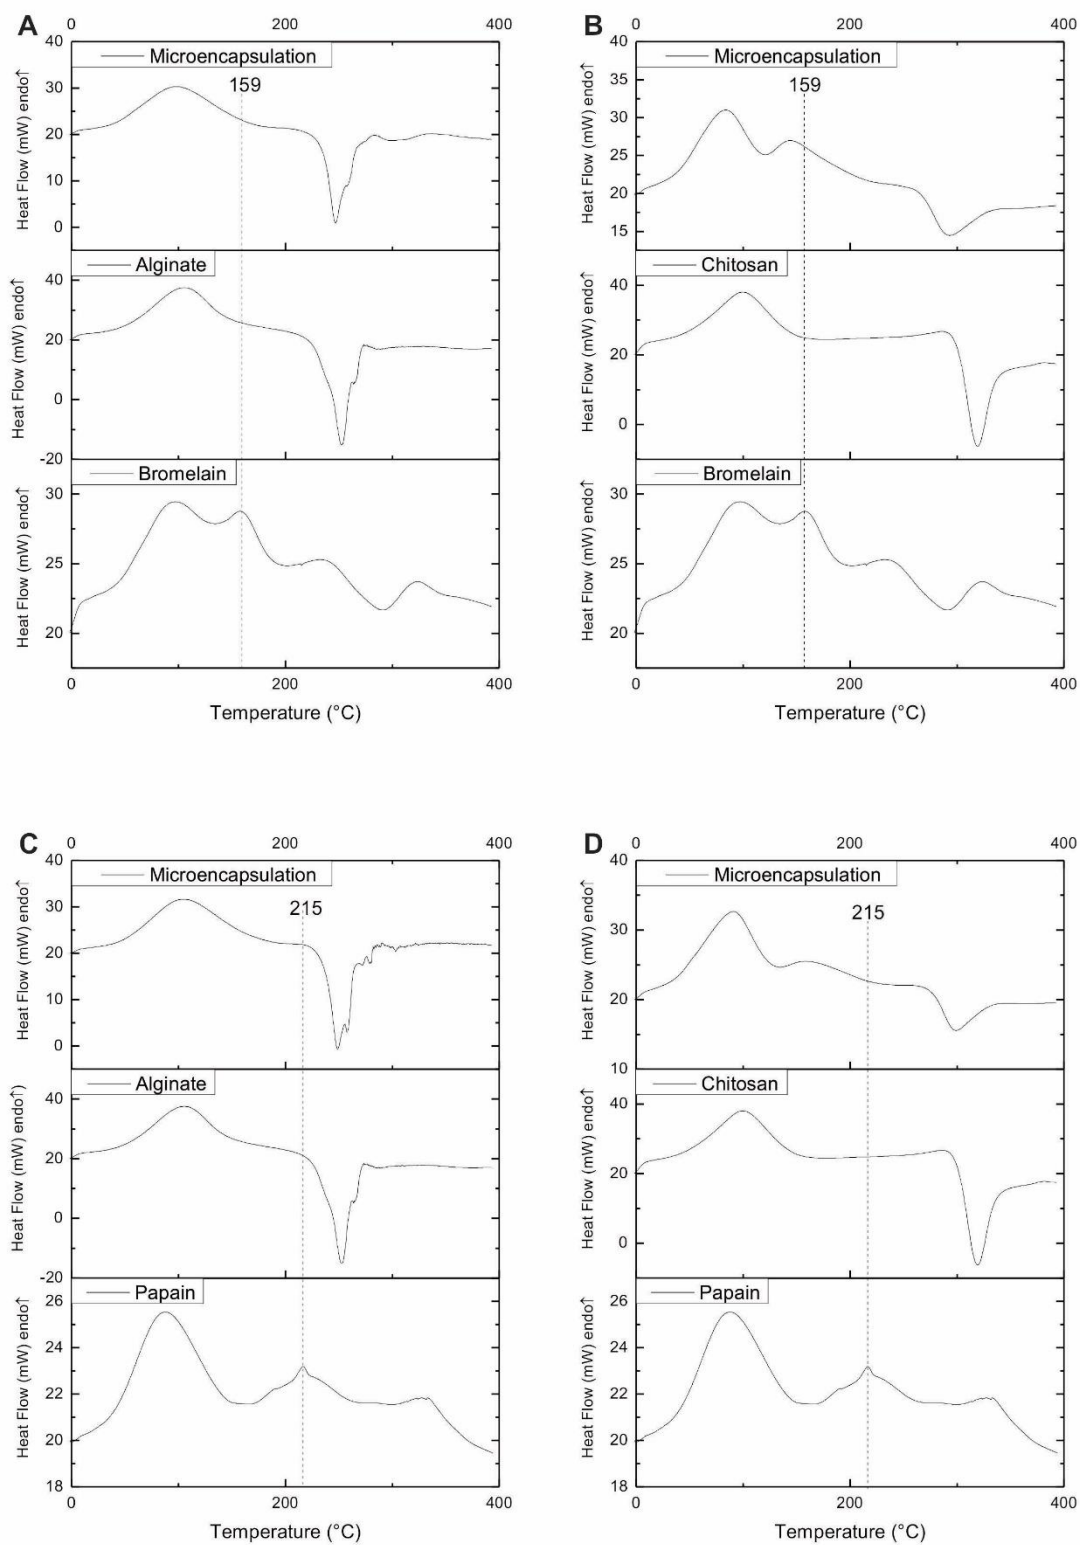 A
0 200 400
Heat Flow (mW) endo↑
40
30
20
10
0
Microencapsulation
159
Heat Flow (mW) endo↑
40
20
0
-20
Alginate
Heat Flow (mW) endo↑
30
25
20
Bromelain
0 200 400
Temperature (°C)
B
0 200 400
Heat Flow (mW) endo↑
40
35
30
25
20
15
Microencapsulation
159
Heat Flow (mW) endo↑
40
20
0
Chitosan
Heat Flow (mW) endo↑
30
25
20
Bromelain
0 200 400
Temperature (°C)
C
0 200 400
Heat Flow (mW) endo↑
40
30
20
10
0
Microencapsulation
215
Heat Flow (mW) endo↑)
40
20
0
-20
Alginate
Heat Flow (mW) endo↑
26
24
22
20
18
Papain
0 200 400
Temperature (°C)
D
0 200 400
Heat Flow (mW) endo↑
40
30
20
10
Microencapsulation
215
Heat Flow (mW) endo↑
40
20
0
Chitosan
Heat Flow (mW) endo↑
26
24
22
20
18
Papain
0 200 400
Temperature (°C)